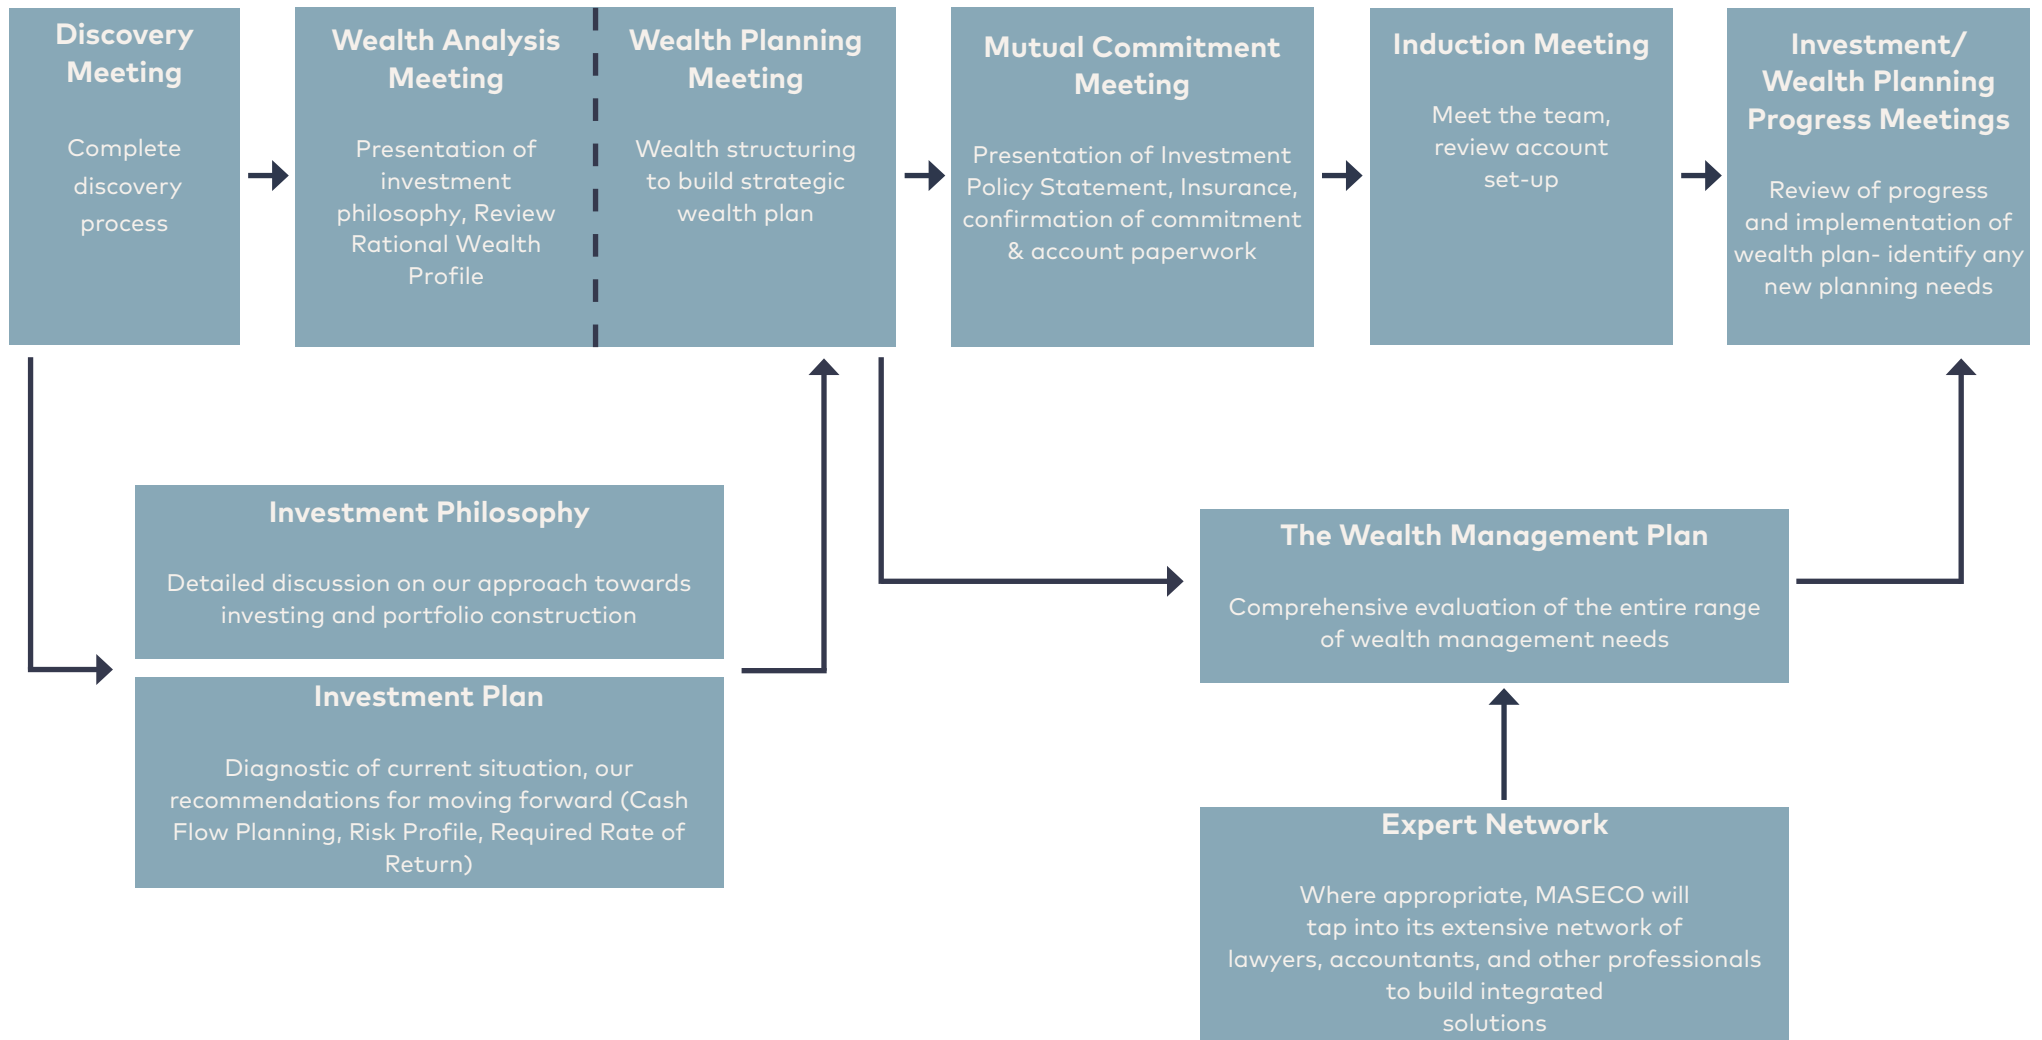 Discovery
Meeting
Complete
discovery
process
Wealth Analysis
Meeting
Presentation of
investment
philosophy, Review
Rational Wealth
Profile
Wealth Planning
Meeting
Wealth structuring
to build strategic
wealth plan
Mutual Commitment
Meeting
Presentation of Investment
Policy Statement, Insurance,
confirmation of commitment
& account paperwork
Induction Meeting
Meet the team,
review account
set-up
Investment/
Wealth Planning
Progress Meetings
Review of progress
and implementation of
wealth plan- identify any
new planning needs
Investment Philosophy
Detailed discussion on our approach towards
investing and portfolio construction
Investment Plan
Diagnostic of current situation, our
recommendations for moving forward (Cash
Flow Planning, Risk Profile, Required Rate of
Return)
The Wealth Management Plan
Comprehensive evaluation of the entire range
of wealth management needs
Expert Network
Where appropriate, MASECO will
tap into its extensive network of
lawyers, accountants, and other professionals
to build integrated
solutions